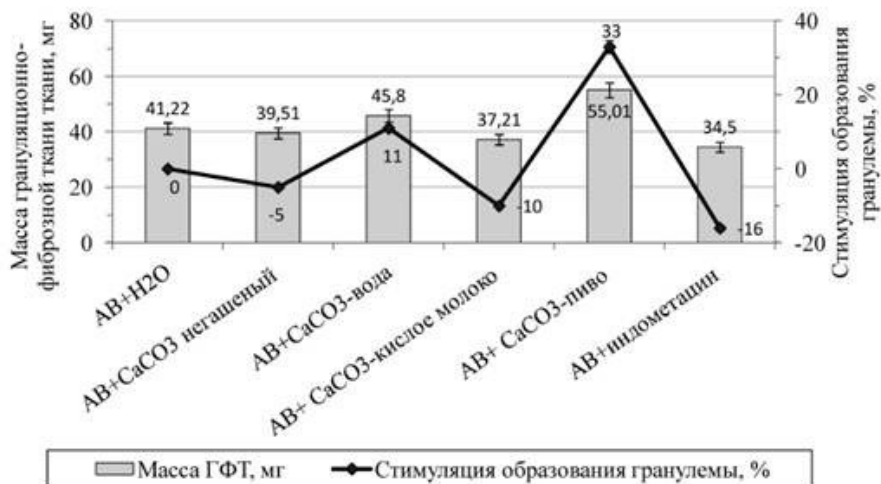 Масса грануляционно-
фиброзной ткани ткани, мг
80
60
40
20
0
41,22
39,51
45,8
37,21
55,01
34,5
0
-5
11
-10
33
-16
40
20
0
-20
Стимуляция образования
гранулемы, %
АВ+H2O
АВ+CaCO3 негашеный
АВ+CaCO3-вода
АВ+ CaCO3-кислое молоко
АВ+ CaCO3-пиво
АВ+индометацин
Масса ГФТ, мг
Стимуляция образования гранулемы, %